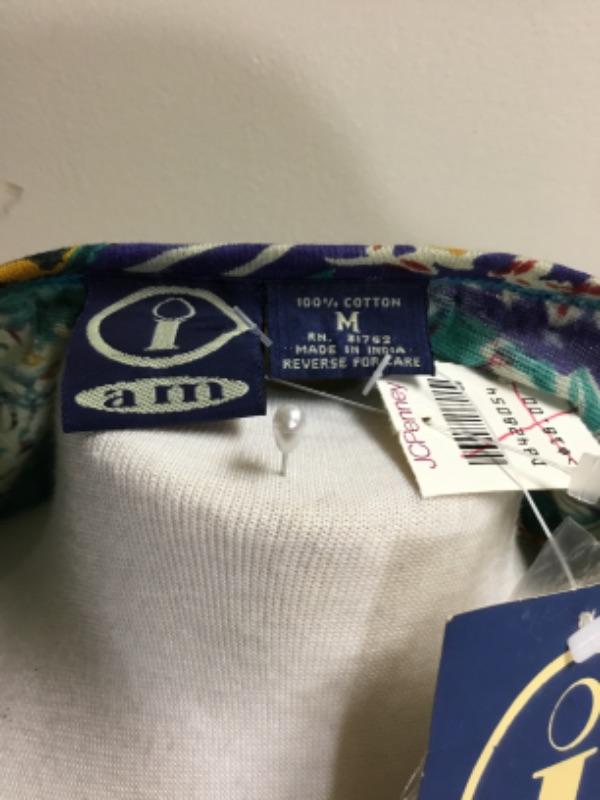 i
am
100% COTTON
M
RN. 81762
MADE IN INDIA
REVERSE FOR CARE
JCPenney
i